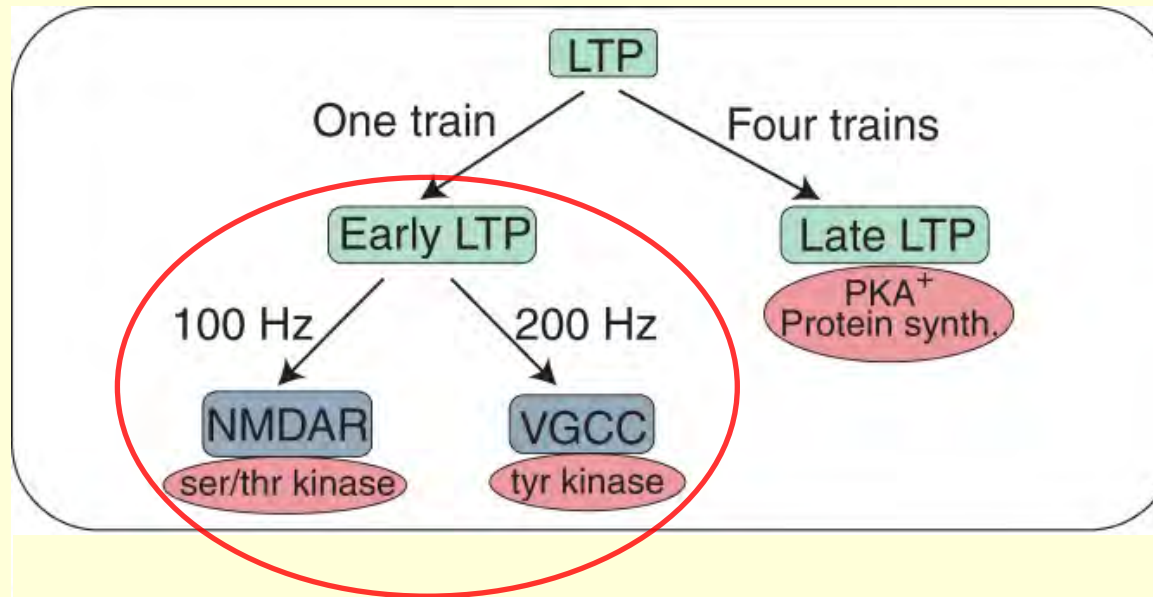 LTP
One train
Four trains
Early LTP
Late LTP
PKA⁺
Protein synth.
100 Hz
200 Hz
NMDAR
VGCC
ser/thr kinase
tyr kinase